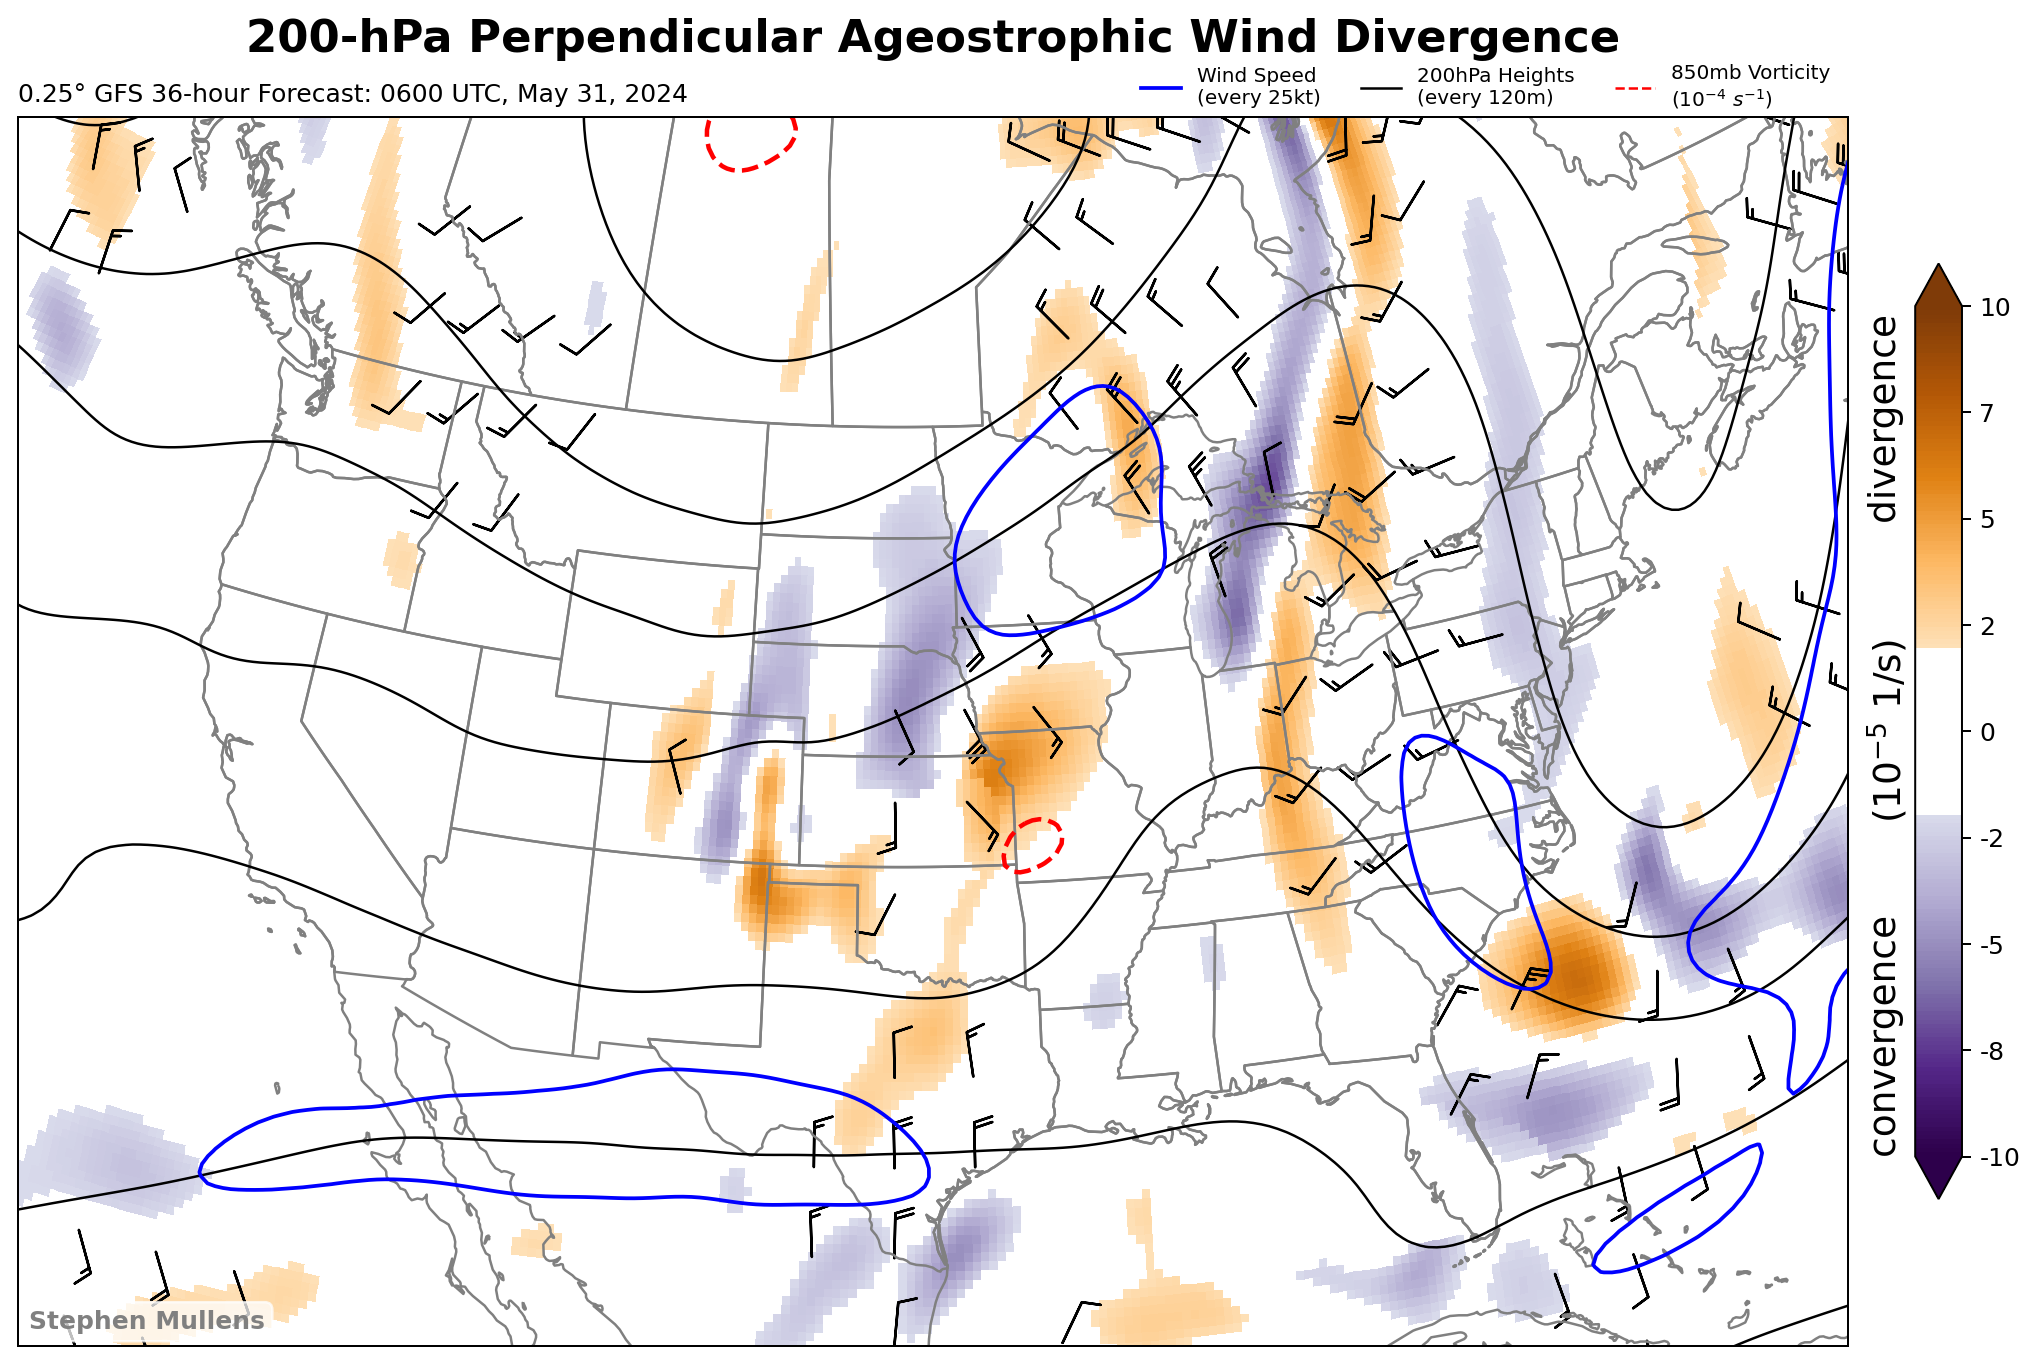 200-hPa Perpendicular Ageostrophic Wind Divergence
0.25° GFS 36-hour Forecast: 0600 UTC, May 31, 2024
Wind Speed
(every 25kt)
200hPa Heights
(every 120m)
850mb Vorticity
(10⁻⁴ s⁻¹)
10
7
5
2
0
-2
-5
-8
-10
convergence (10⁻⁵ 1/s) divergence
Stephen Mullens